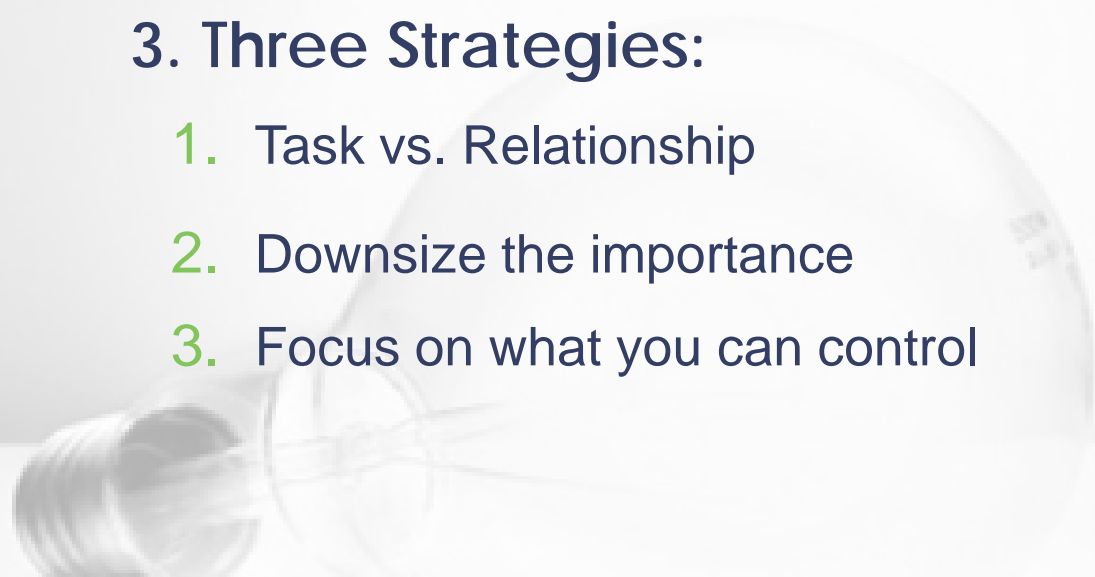 3. Three Strategies:
1. Task vs. Relationship
2. Downsize the importance
3. Focus on what you can control